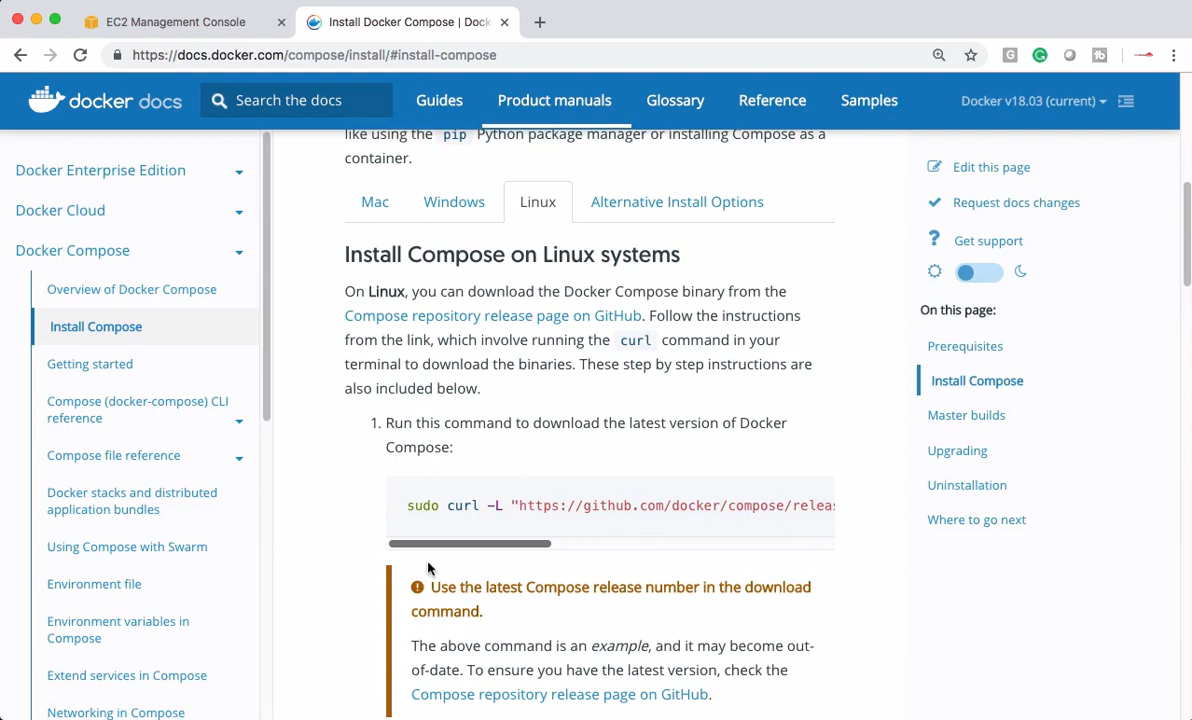 EC2 Management Console
Install Docker Compose | Dock
https://docs.docker.com/compose/install/#install-compose
docker docs
Search the docs
Guides
Product manuals
Glossary
Reference
Samples
Docker v18.03 (current)
Docker Enterprise Edition
Docker Cloud
Docker Compose
Overview of Docker Compose
Install Compose
Getting started
Compose (docker-compose) CLI
reference
Compose file reference
Docker stacks and distributed
application bundles
Using Compose with Swarm
Environment file
Environment variables in
Compose
Extend services in Compose
Networking in Compose
like using the pip Python package manager or installing Compose as a
container.
Mac
Windows
Linux
Alternative Install Options
Install Compose on Linux systems
On Linux, you can download the Docker Compose binary from the
Compose repository release page on GitHub. Follow the instructions
from the link, which involve running the curl command in your
terminal to download the binaries. These step by step instructions are
also included below.
1. Run this command to download the latest version of Docker
Compose:
sudo curl -L "https://github.com/docker/compose/releas
Use the latest Compose release number in the download
command.
The above command is an example, and it may become out-
of-date. To ensure you have the latest version, check the
Compose repository release page on GitHub.
Edit this page
Request docs changes
Get support
On this page:
Prerequisites
Install Compose
Master builds
Upgrading
Uninstallation
Where to go next